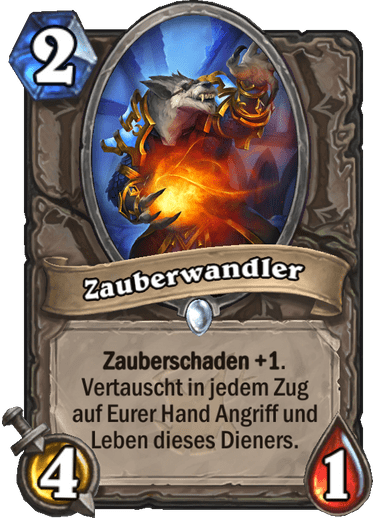 2
Zauberwandler
Zauberschaden +1.
Vertauscht in jedem Zug
auf Eurer Hand Angriff und
Leben dieses Dieners.
4
1